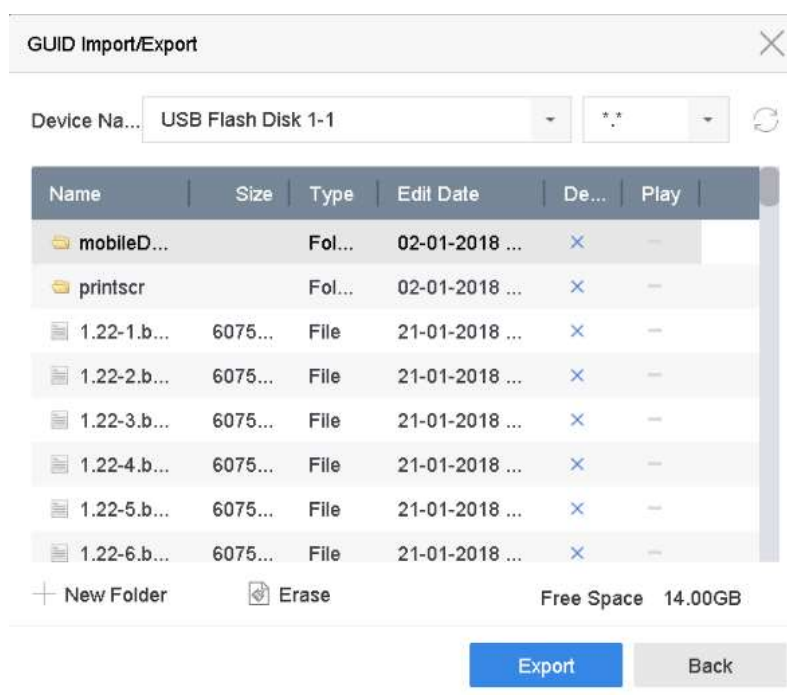 GUID Import/Export
Device Na... USB Flash Disk 1-1 *.*
Name Size Type Edit Date De... Play
mobileD... Fol... 02-01-2018 ...
printscr Fol... 02-01-2018 ...
1.22-1.b... 6075... File 21-01-2018 ...
1.22-2.b... 6075... File 21-01-2018 ...
1.22-3.b... 6075... File 21-01-2018 ...
1.22-4.b... 6075... File 21-01-2018 ...
1.22-5.b... 6075... File 21-01-2018 ...
1.22-6.b... 6075... File 21-01-2018 ...
New Folder Erase Free Space 14.00GB
Export Back